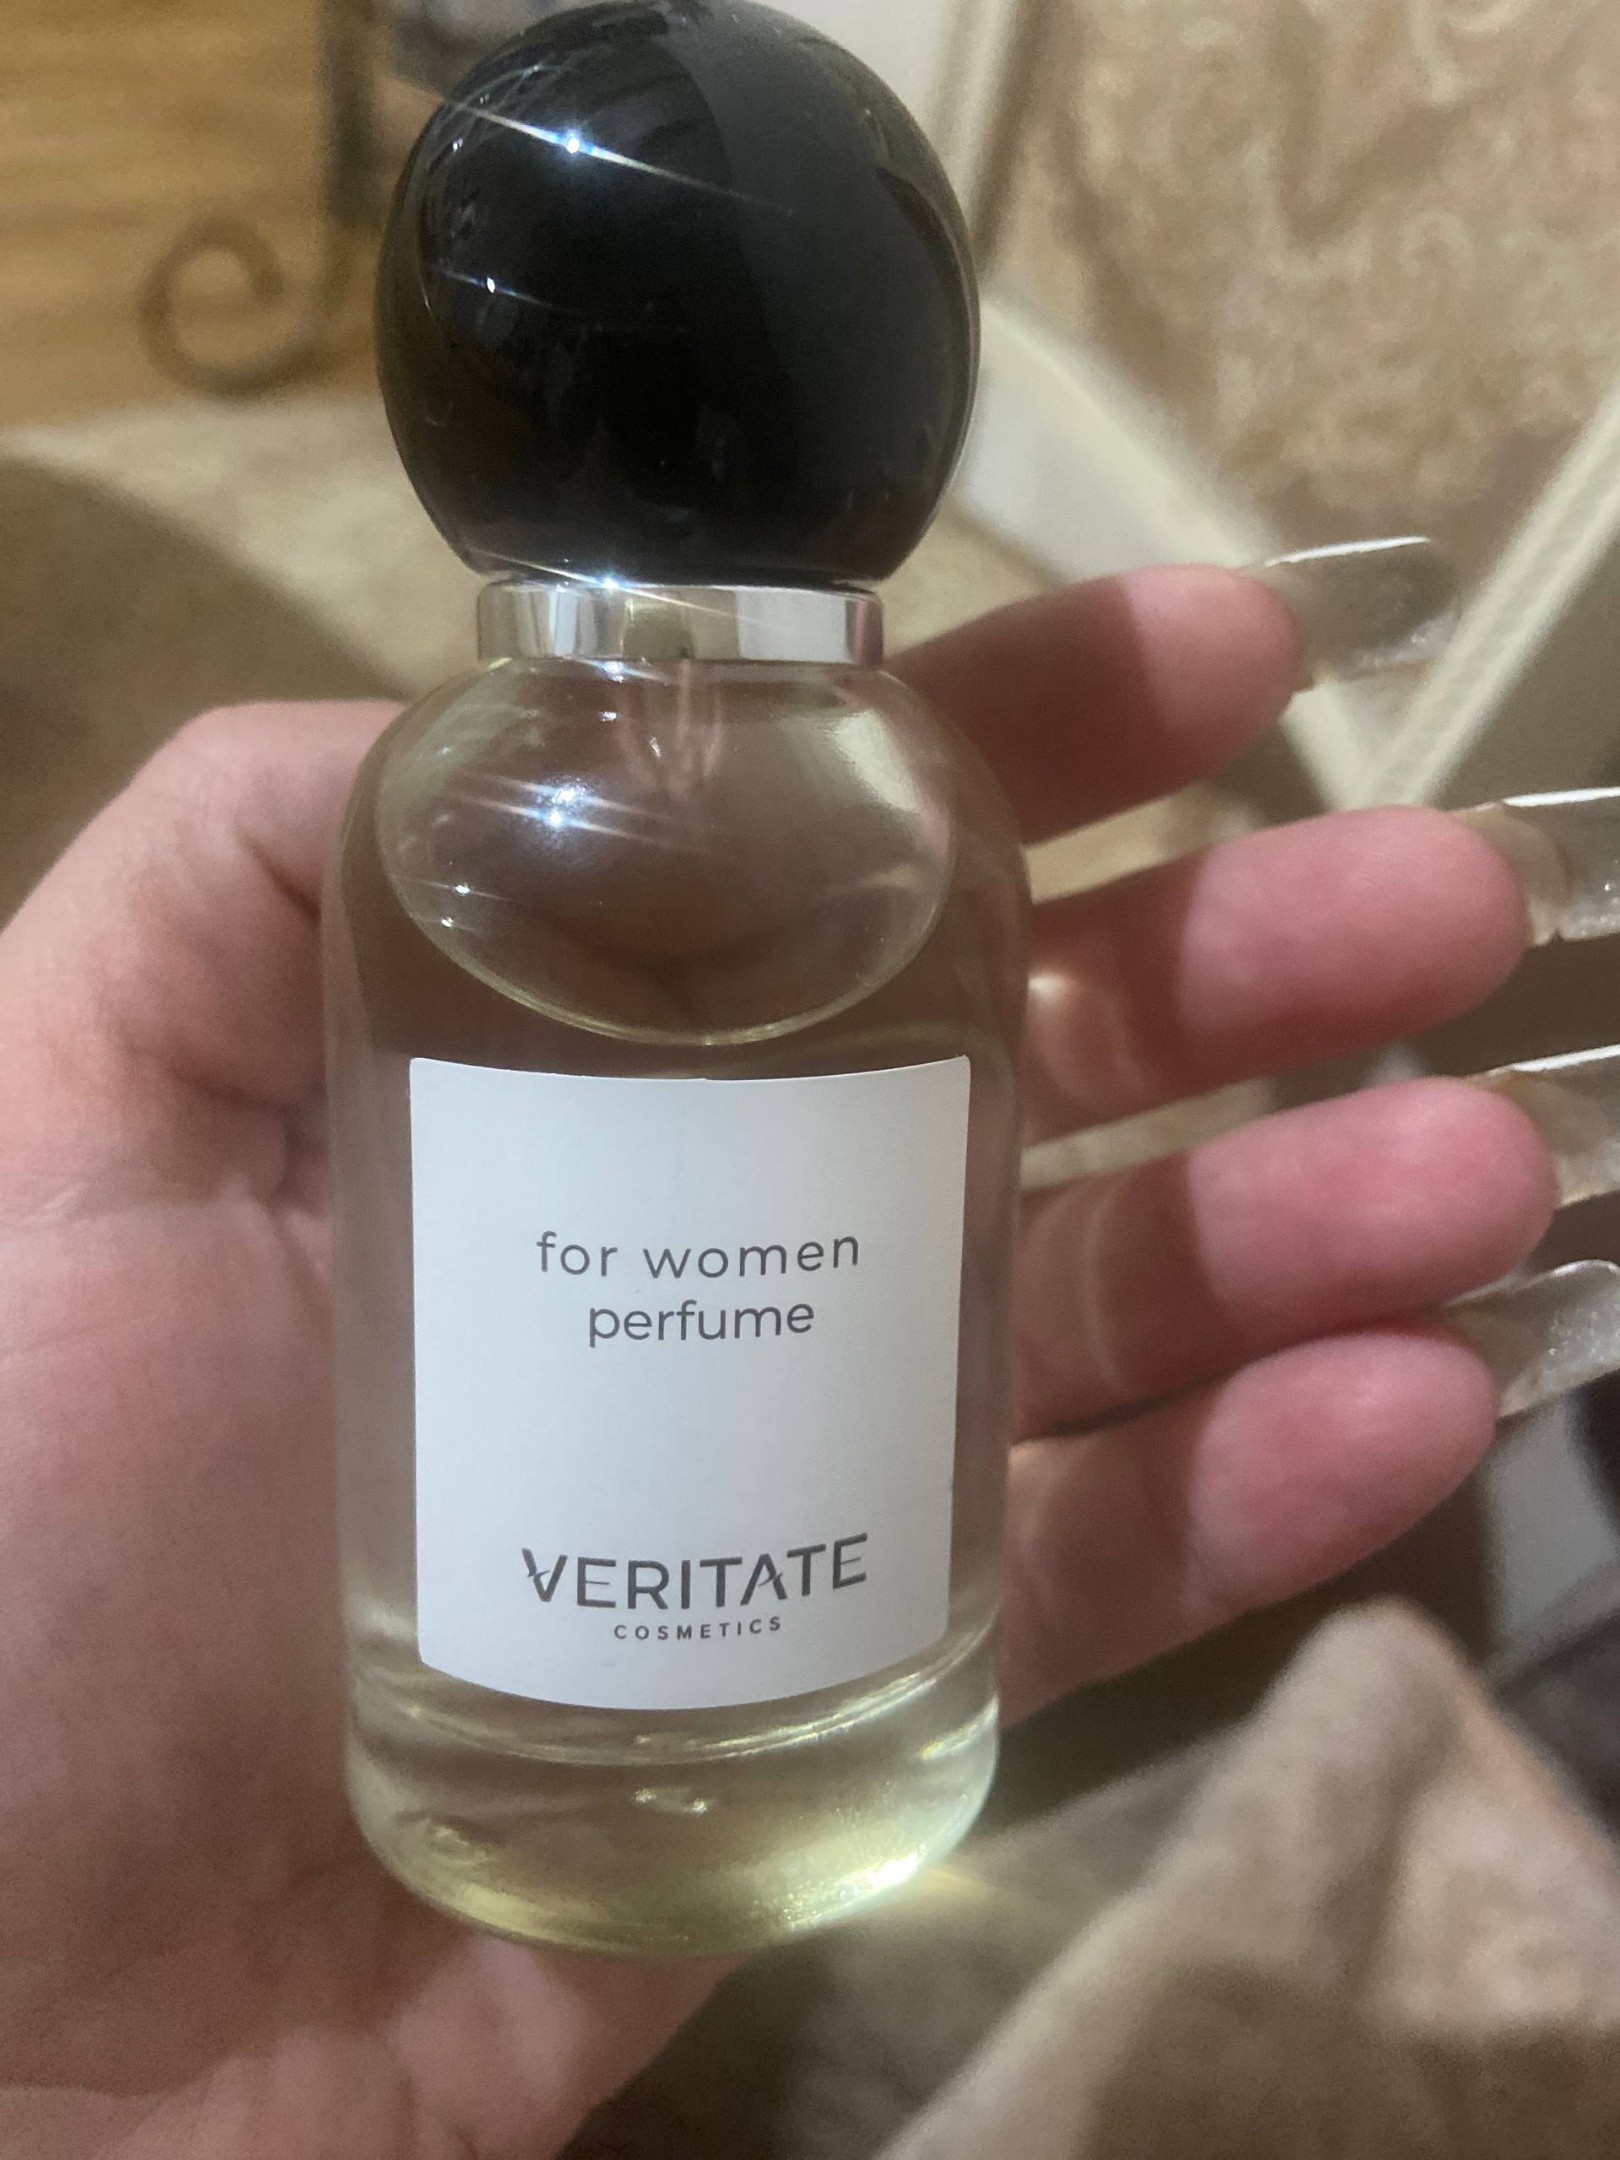 for women
perfume
VERITATE
COSMETICS